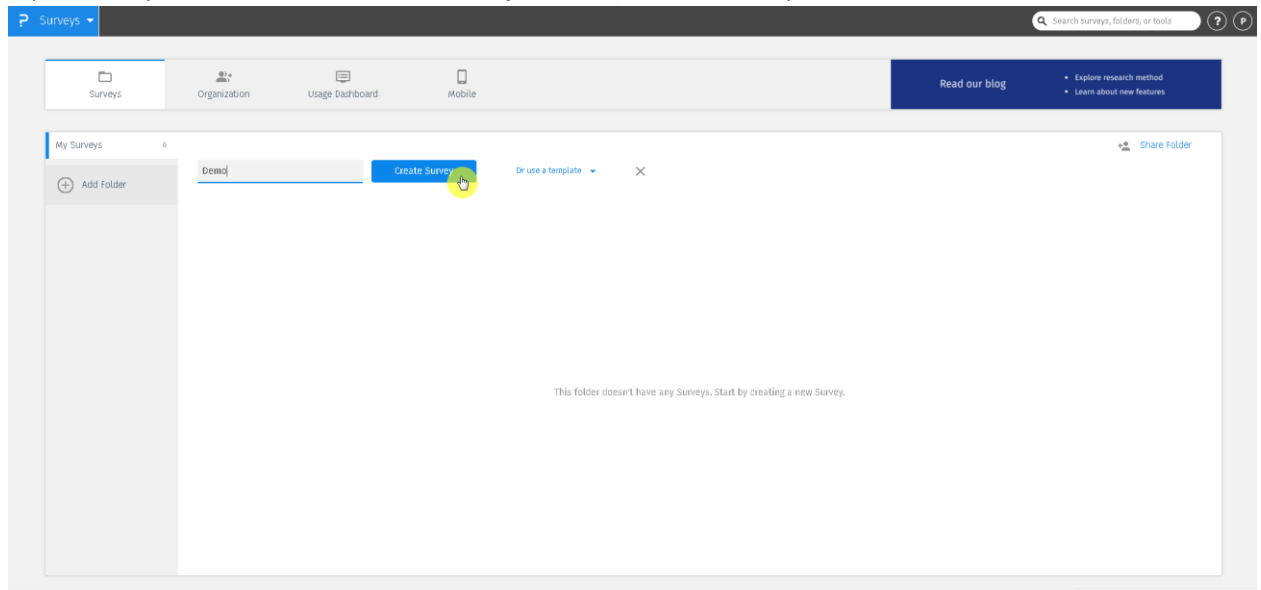 Surveys
Search surveys, folders, or tools
?
P
Surveys
Organization
Usage Dashboard
Mobile
Read our blog
• Explore research method
• Learn about new features
My Surveys
Share Folder
Demo
Create Survey
Or use a template
Add Folder
This folder doesn't have any Surveys. Start by creating a new Survey.